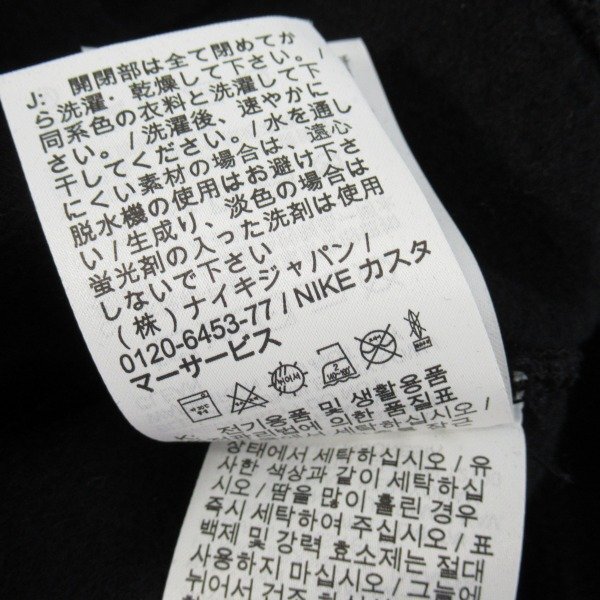 J: 開閉部は全て閉めてか
ら洗濯・乾燥して下さい。/
同系色の衣料と洗濯して下
さい。/洗濯後、速やかに
干してください。/水を通し
にくい素材の場合は、遠心
脱水機の使用はお避け下さ
い/生成り、淡色の場合は
蛍光剤の入った洗剤は使用
しないで下さい
(株)ナイキジャパン/
0120-6453-77/NIKE カスタ
マーサービス
K: 전기용품 및 생활용품
의한 품질표
상태에서 세탁하십시오/유
사한 색상과 같이 세탁하십
시오/땀을 많이 흘린 경우
즉시 세탁하여 주십시오/표
백제 및 강력 효소제는 절대
사용하지 마십시오/그늘에
뉘어서 건조